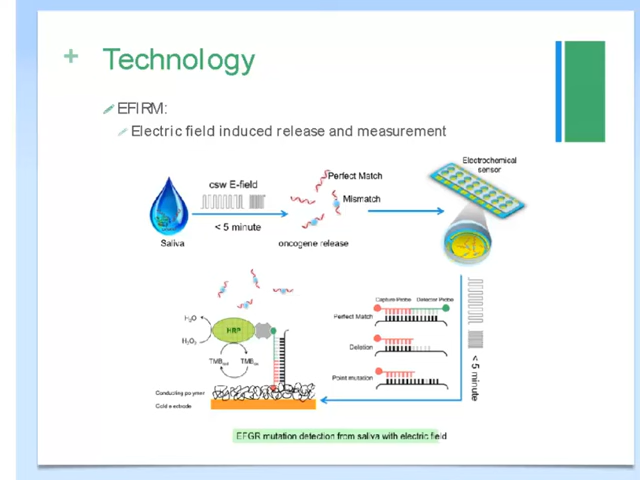 + Technology
EFIRM:
Electric field induced release and measurement
Electrochemical
sensor
csw E-field
Perfect Match
Mismatch
< 5 minute
Saliva
oncogene release
Capture Probe Detector Probe
Perfect Match
H2O
HRP
H2O2
Deletion
TMBred TMBox
Point mutation
< 5 minute
Conducting polymer
Gold electrode
EFGR mutation detection from saliva with electric field